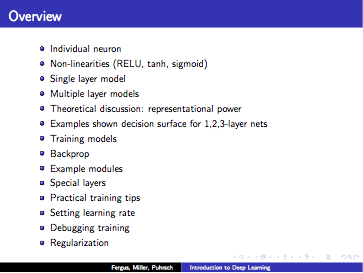 Overview
Individual neuron
Non-linearities (RELU, tanh, sigmoid)
Single layer model
Multiple layer models
Theoretical discussion: representational power
Examples shown decision surface for 1,2,3-layer nets
Training models
Backprop
Example modules
Special layers
Practical training tips
Setting learning rate
Debugging training
Regularization
Fergus, Miller, Puhrsch Introduction to Deep Learning